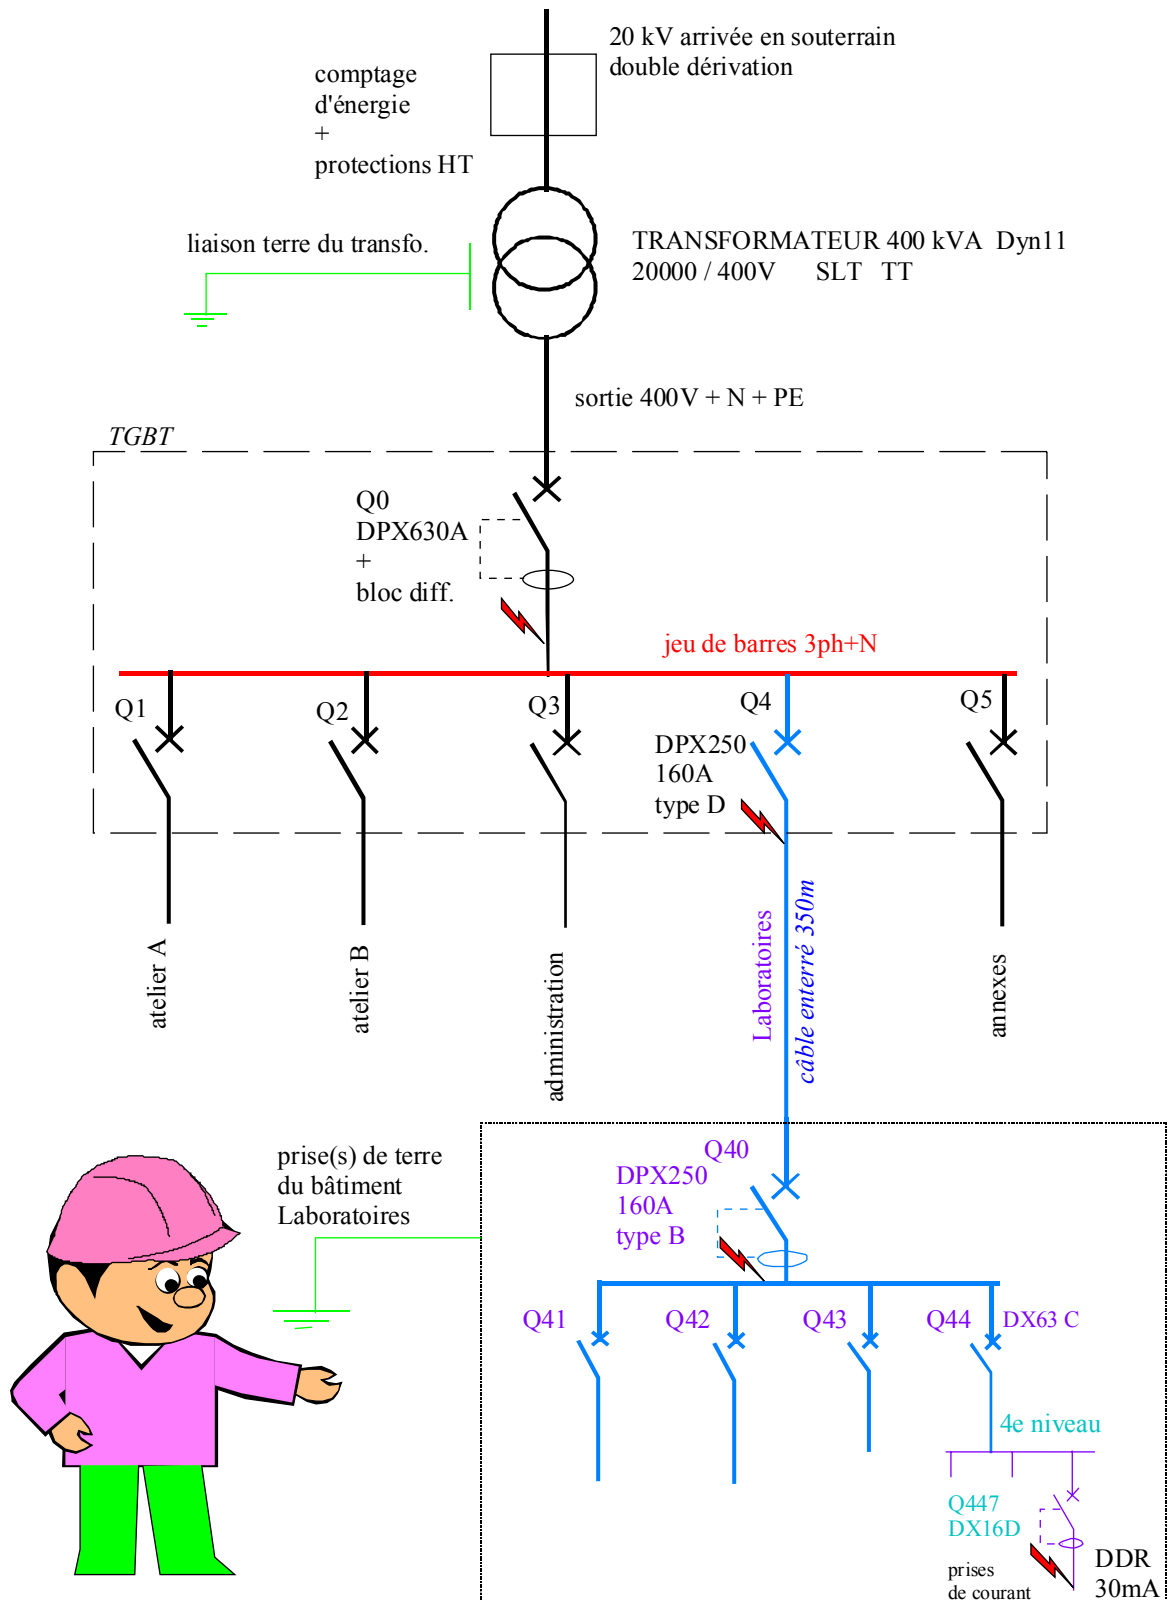 20 kV arrivée en souterrain
double dérivation
comptage
d'énergie
+
protections HT
liaison terre du transfo.
TRANSFORMATEUR 400 kVA Dyn11
20000 / 400V SLT TT
sortie 400V + N + PE
TGBT
Q0
DPX630A
+
bloc diff.
jeu de barres 3ph+N
Q1
Q2
Q3
Q4
Q5
DPX250
160A
type D
atelier A
atelier B
administration
Laboratoires
câble enterré 350m
annexes
prise(s) de terre
du bâtiment
Laboratoires
Q40
DPX250
160A
type B
Q41
Q42
Q43
Q44
DX63 C
4e niveau
Q447
DX16D
prises
de courant
DDR
30mA